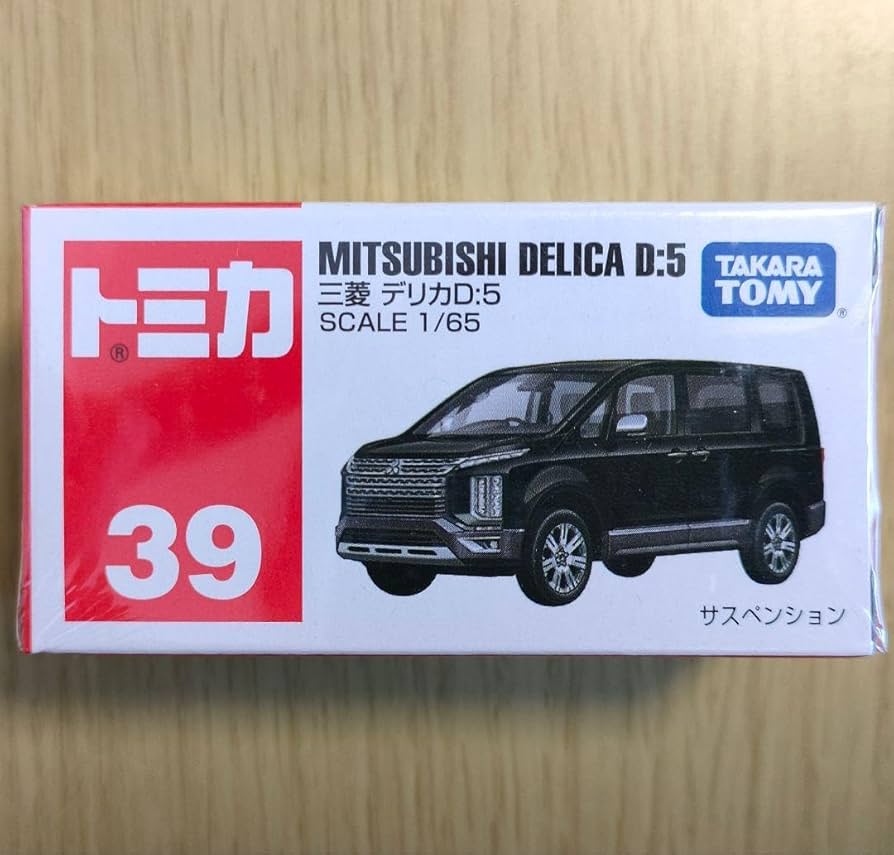 トミカ®
39
MITSUBISHI DELICA D:5
三菱 デリカD:5
SCALE 1/65
TAKARA
TOMY®
サスペンション